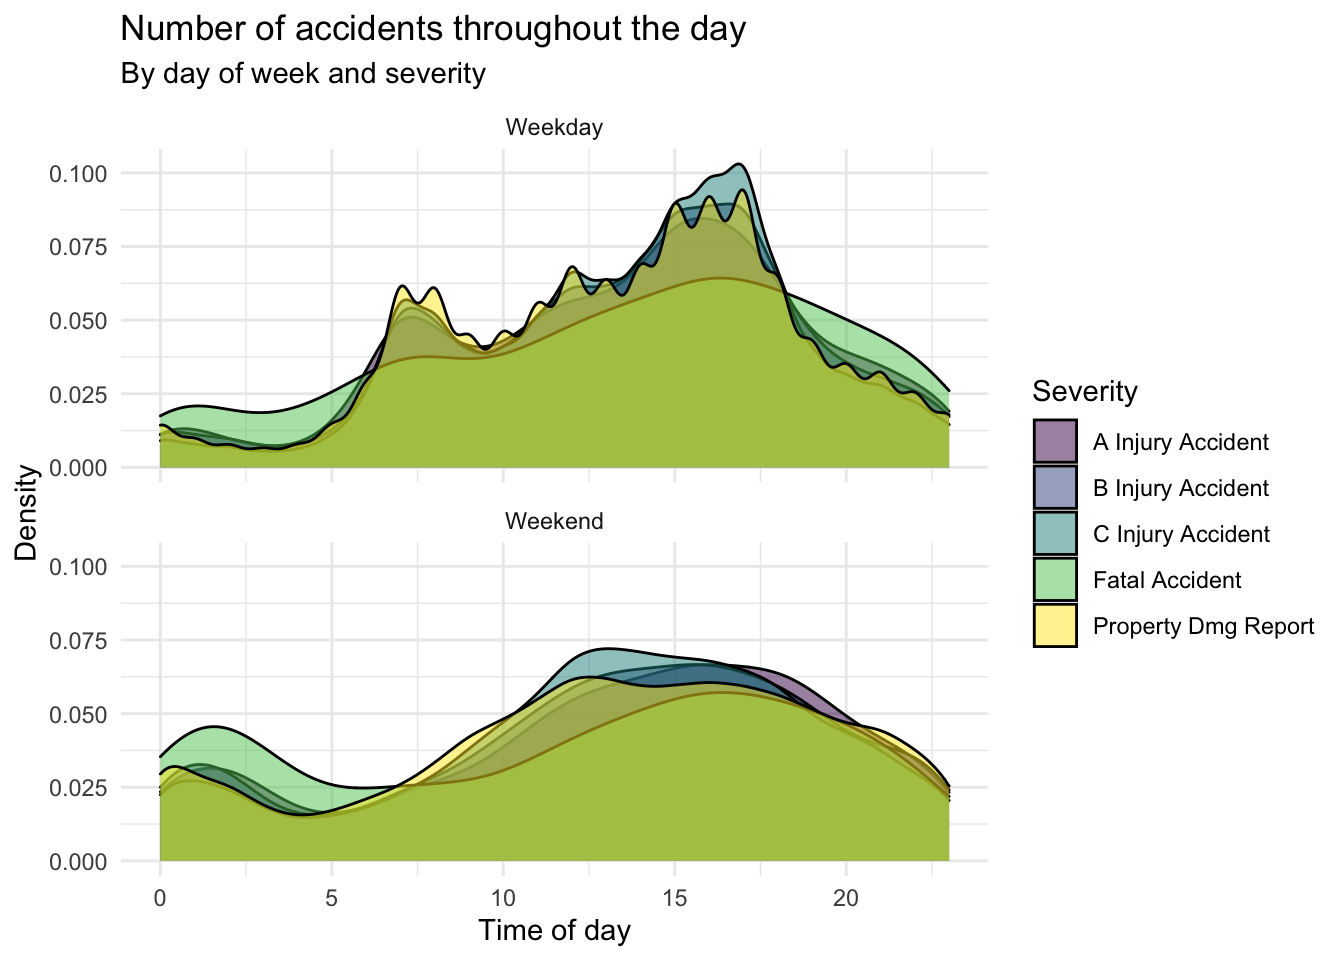 Number of accidents throughout the day
By day of week and severity
Weekday
0.100
0.075
0.050
0.025
0.000
Density
Weekend
0.100
0.075
0.050
0.025
0.000
0 5 10 15 20
Time of day
Severity
A Injury Accident
B Injury Accident
C Injury Accident
Fatal Accident
Property Dmg Report